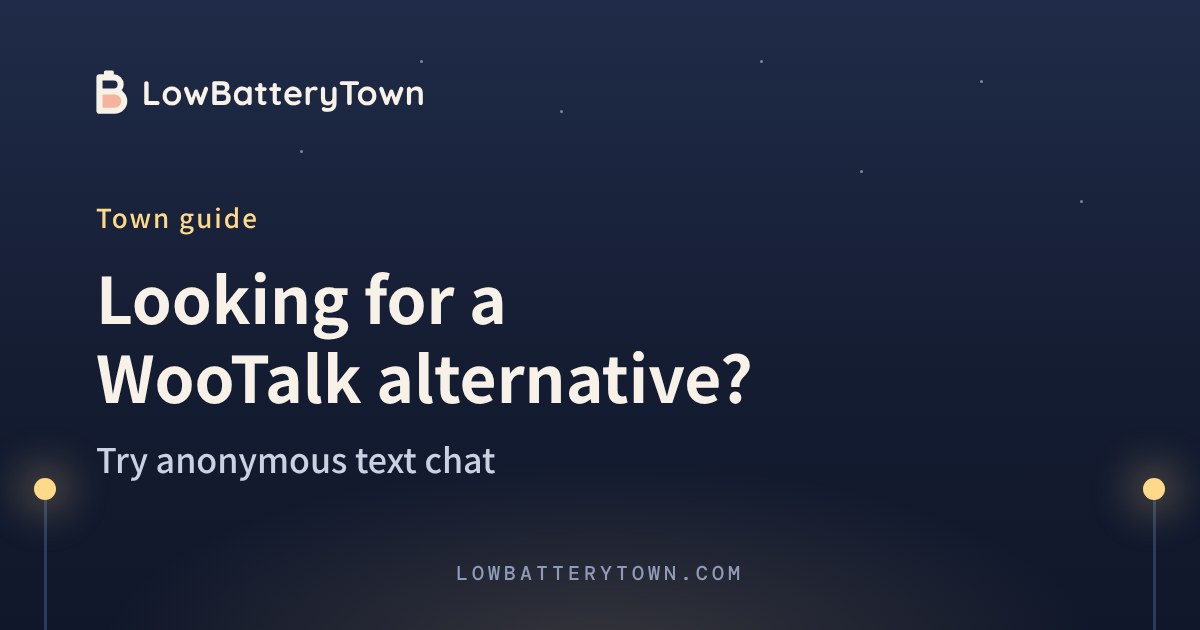 LowBatteryTown
Town guide
Looking for a
WooTalk alternative?
Try anonymous text chat
LOWBATTERYTOWN.COM